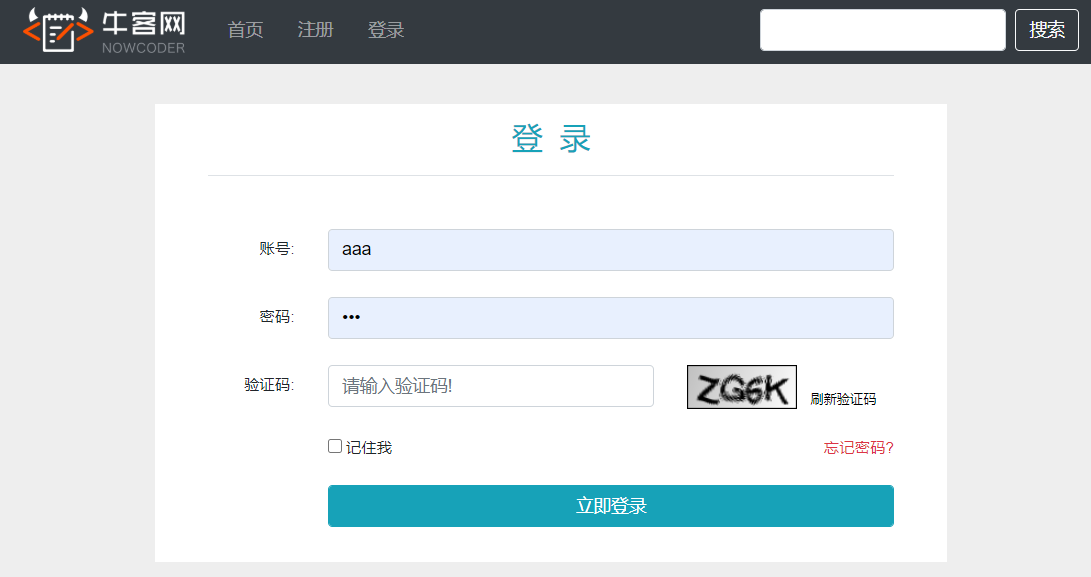 牛客网
NOWCODER
首页 注册 登录 搜索
登 录
账号: aaa
密码: •••
验证码: 请输入验证码! 刷新验证码
记住我 忘记密码?
立即登录